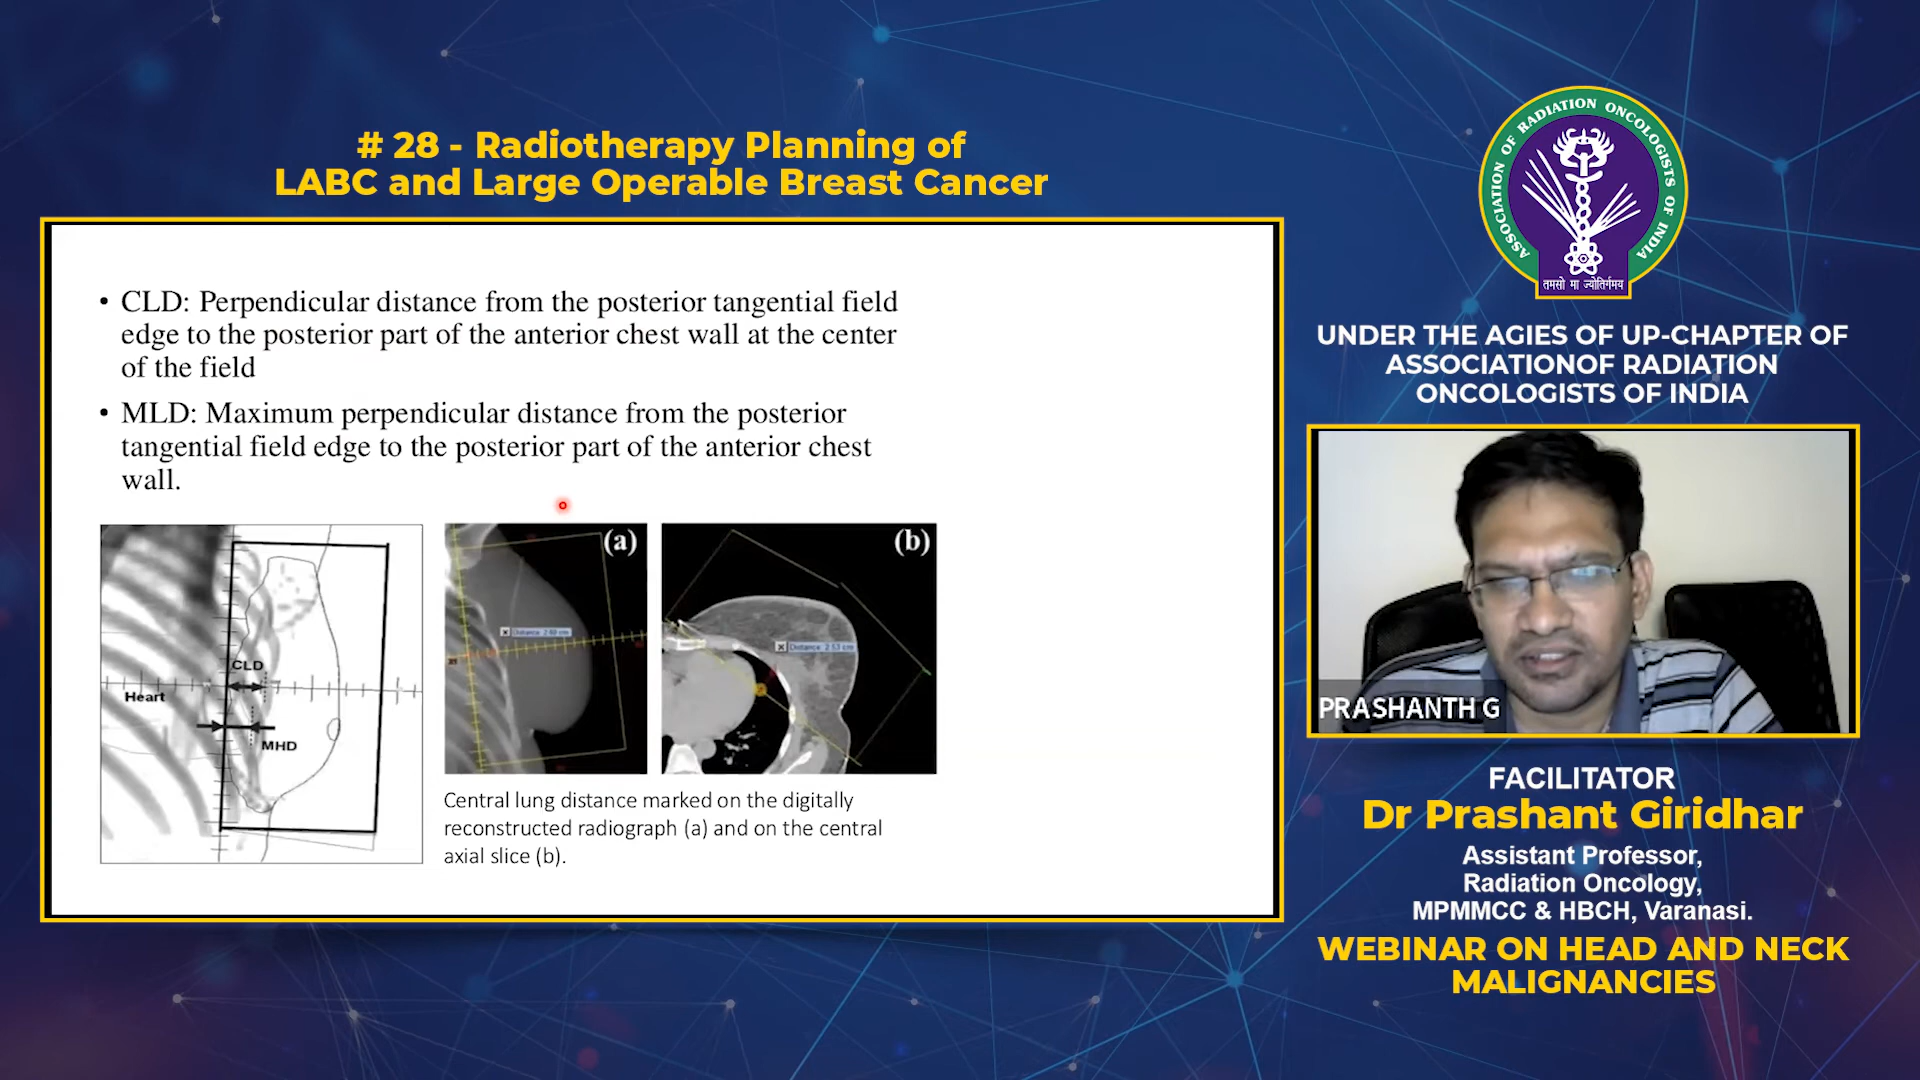 # 28 - Radiotherapy Planning of
LABC and Large Operable Breast Cancer
• CLD: Perpendicular distance from the posterior tangential field
edge to the posterior part of the anterior chest wall at the center
of the field
• MLD: Maximum perpendicular distance from the posterior
tangential field edge to the posterior part of the anterior chest
wall.
CLD
Heart
MHD
(a)
(b)
Distance: 2.53 cm
Central lung distance marked on the digitally
reconstructed radiograph (a) and on the central
axial slice (b).
ASSOCIATION OF RADIATION ONCOLOGISTS OF INDIA
तमसो मा ज्योतिर्गमय
UNDER THE AGIES OF UP-CHAPTER OF
ASSOCIATIONOF RADIATION
ONCOLOGISTS OF INDIA
PRASHANTH G
FACILITATOR
Dr Prashant Giridhar
Assistant Professor,
Radiation Oncology,
MPMMCC & HBCH, Varanasi.
WEBINAR ON HEAD AND NECK
MALIGNANCIES